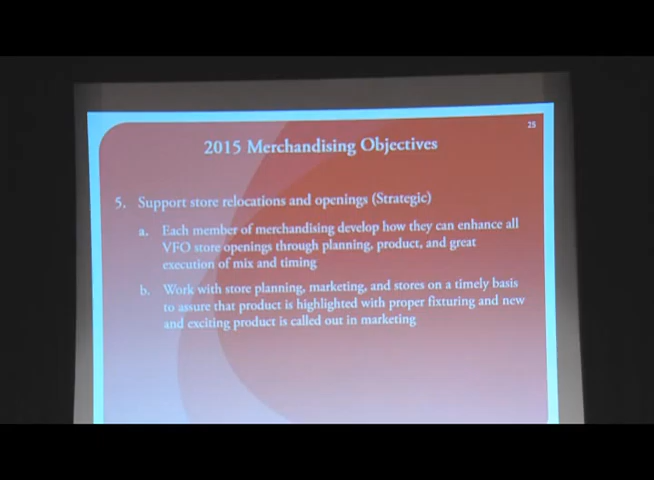 25
2015 Merchandising Objectives
5. Support store relocations and openings (Strategic)
a. Each member of merchandising develop how they can enhance all
VFO store openings through planning, product, and great
execution of mix and timing
b. Work with store planning, marketing, and stores on a timely basis
to assure that product is highlighted with proper fixturing and new
and exciting product is called out in marketing